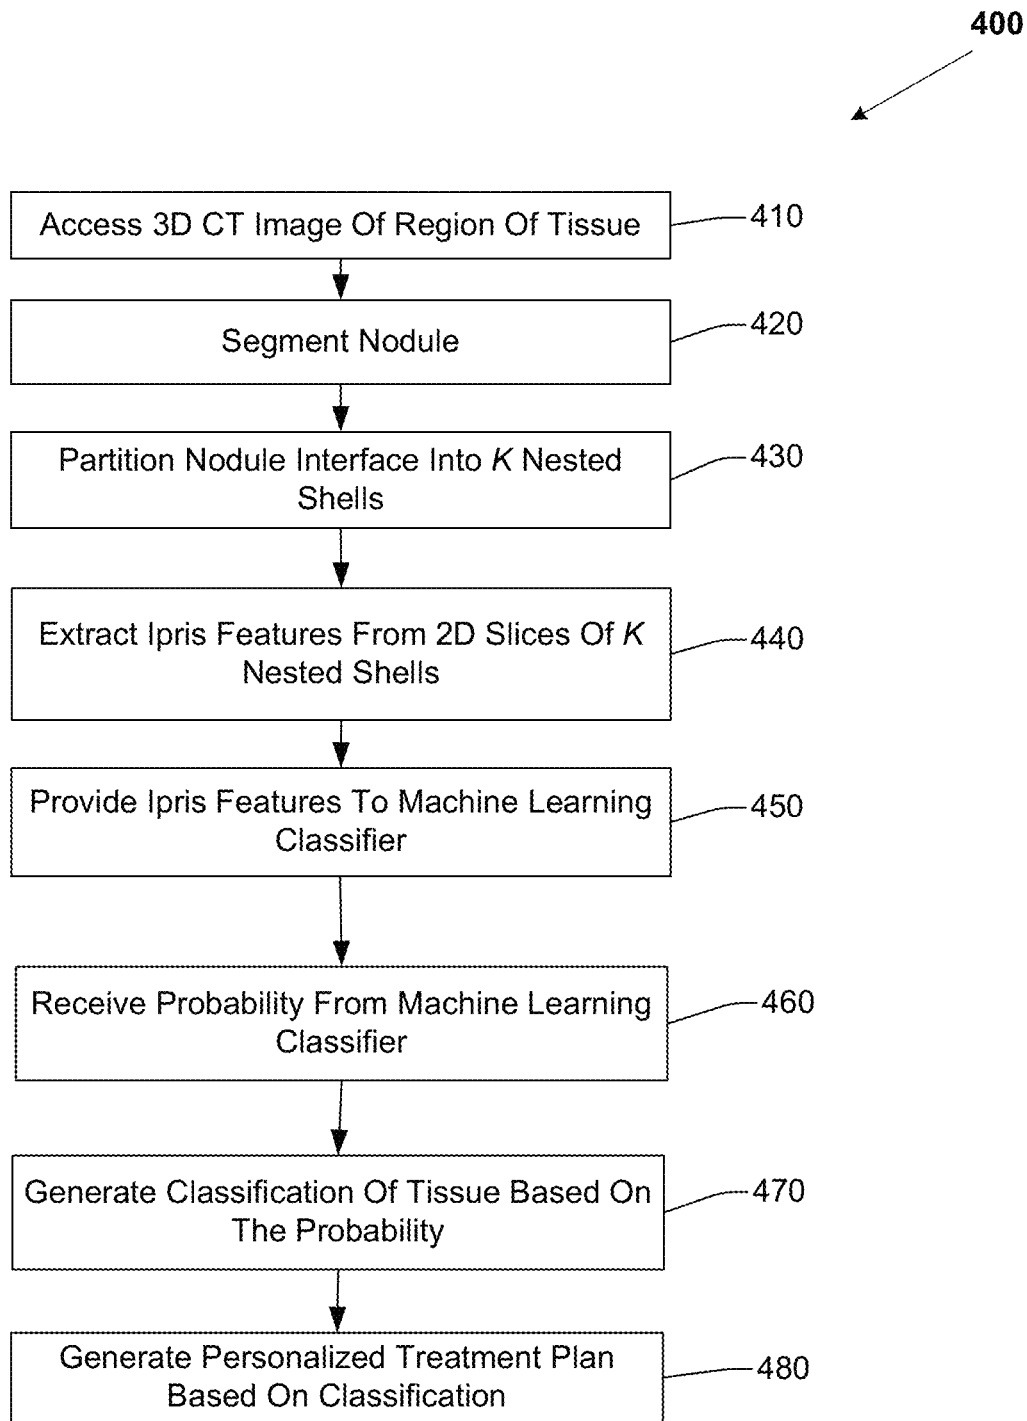 400
Access 3D CT Image Of Region Of Tissue
410
Segment Nodule
420
Partition Nodule Interface Into K Nested
Shells
430
Extract Ipris Features From 2D Slices Of K
Nested Shells
440
Provide Ipris Features To Machine Learning
Classifier
450
Receive Probability From Machine Learning
Classifier
460
Generate Classification Of Tissue Based On
The Probability
470
Generate Personalized Treatment Plan
Based On Classification
480